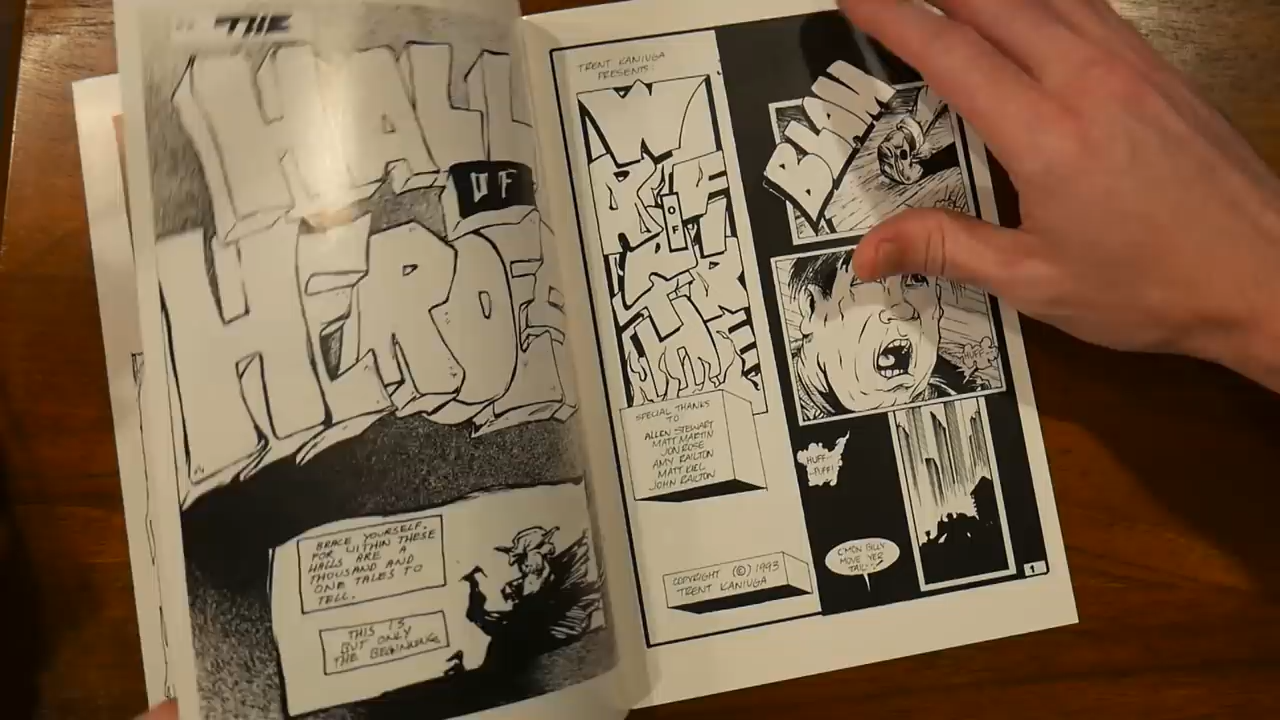 THE
HALL
OF
HEROES
BRACE YOURSELF.
FOR WITHIN THESE
HALLS ARE A
THOUSAND AND
ONE TALES TO
TELL.
THIS IS
BUT ONLY
THE BEGINNING
TRENT KANIUGA
PRESENTS:
OF
SPECIAL THANKS
TO
ALLEN STEWART
MATT MARTIN
JON ROSE
AMY RAILTON
MATT KIEL
JOHN RAILTON
COPYRIGHT (©) 1993
TRENT KANIUGA
BLAM
HUFF
HUFF
PUFF!
C'MON BILLY
MOVE YER
TAIL!
1